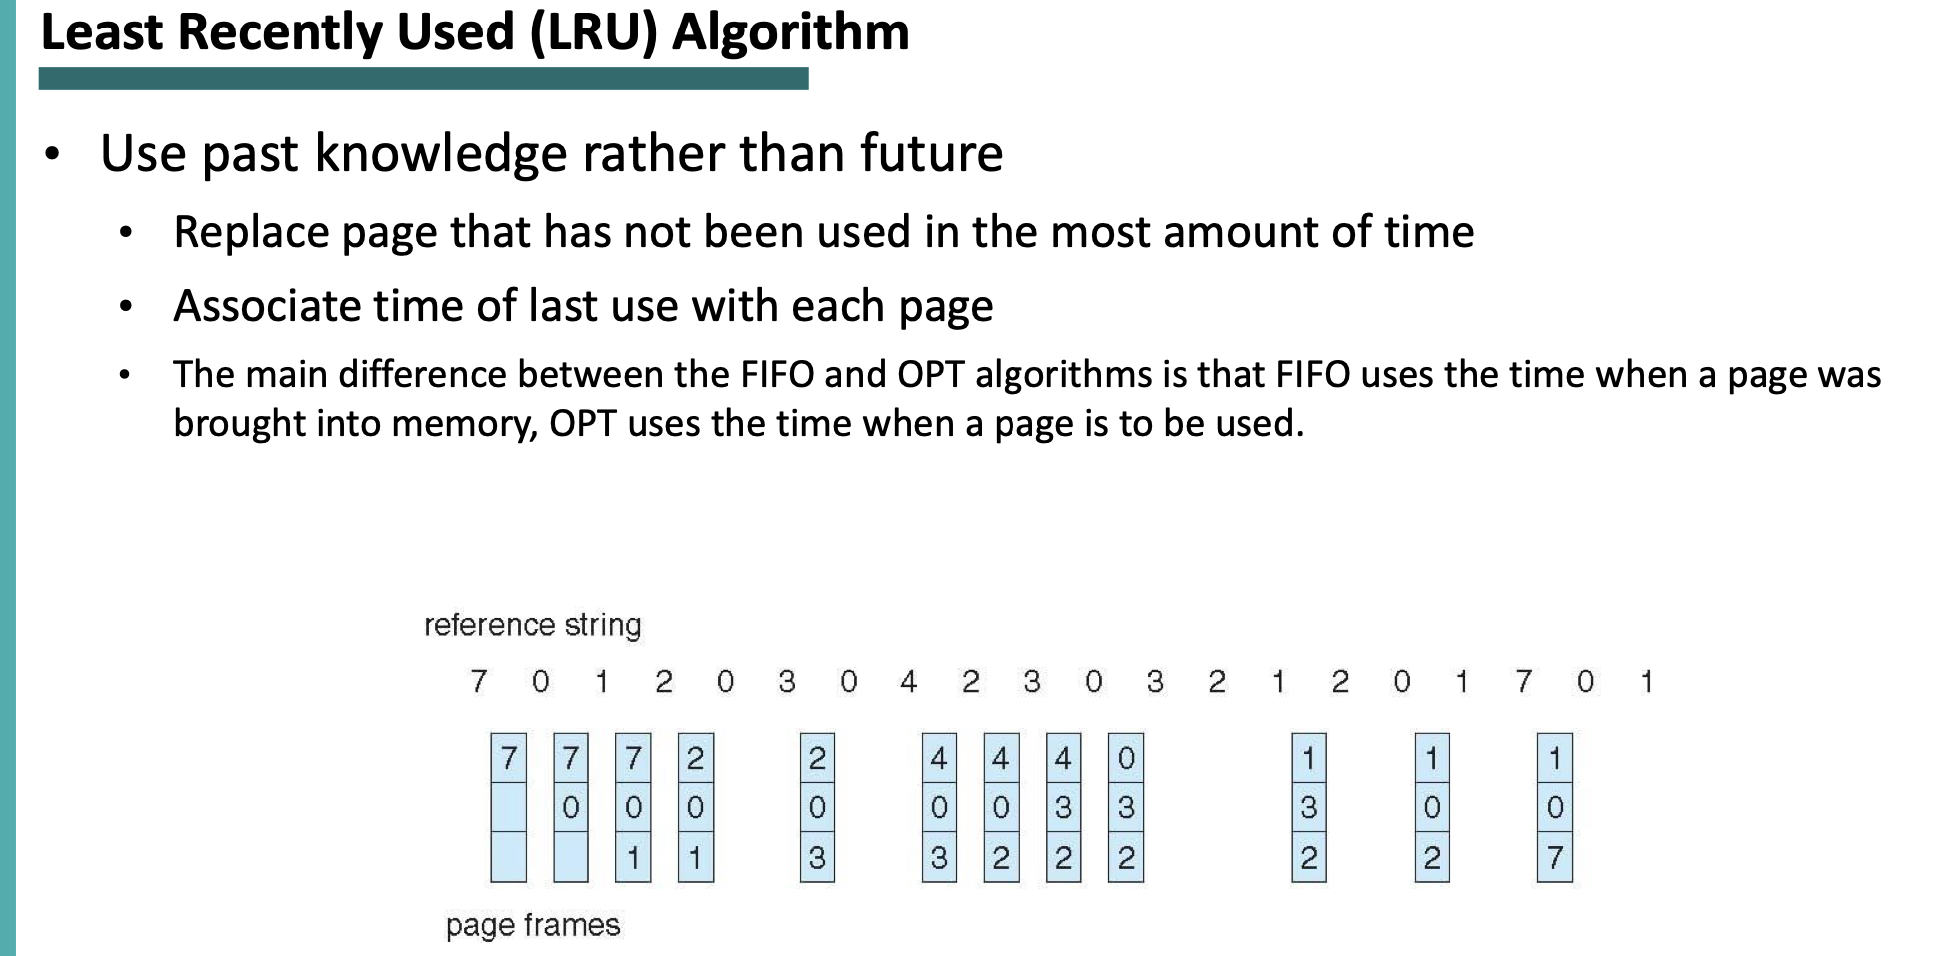 Least Recently Used (LRU) Algorithm
• Use past knowledge rather than future
• Replace page that has not been used in the most amount of time
• Associate time of last use with each page
• The main difference between the FIFO and OPT algorithms is that FIFO uses the time when a page was
brought into memory, OPT uses the time when a page is to be used.
reference string
7 0 1 2 0 3 0 4 2 3 0 3 2 1 2 0 1 7 0 1
7 7 7 2 2 4 4 4 0 1 1 1
0 0 0 0 0 0 3 3 3 0 0
1 1 3 3 2 2 2 2 2 7
page frames